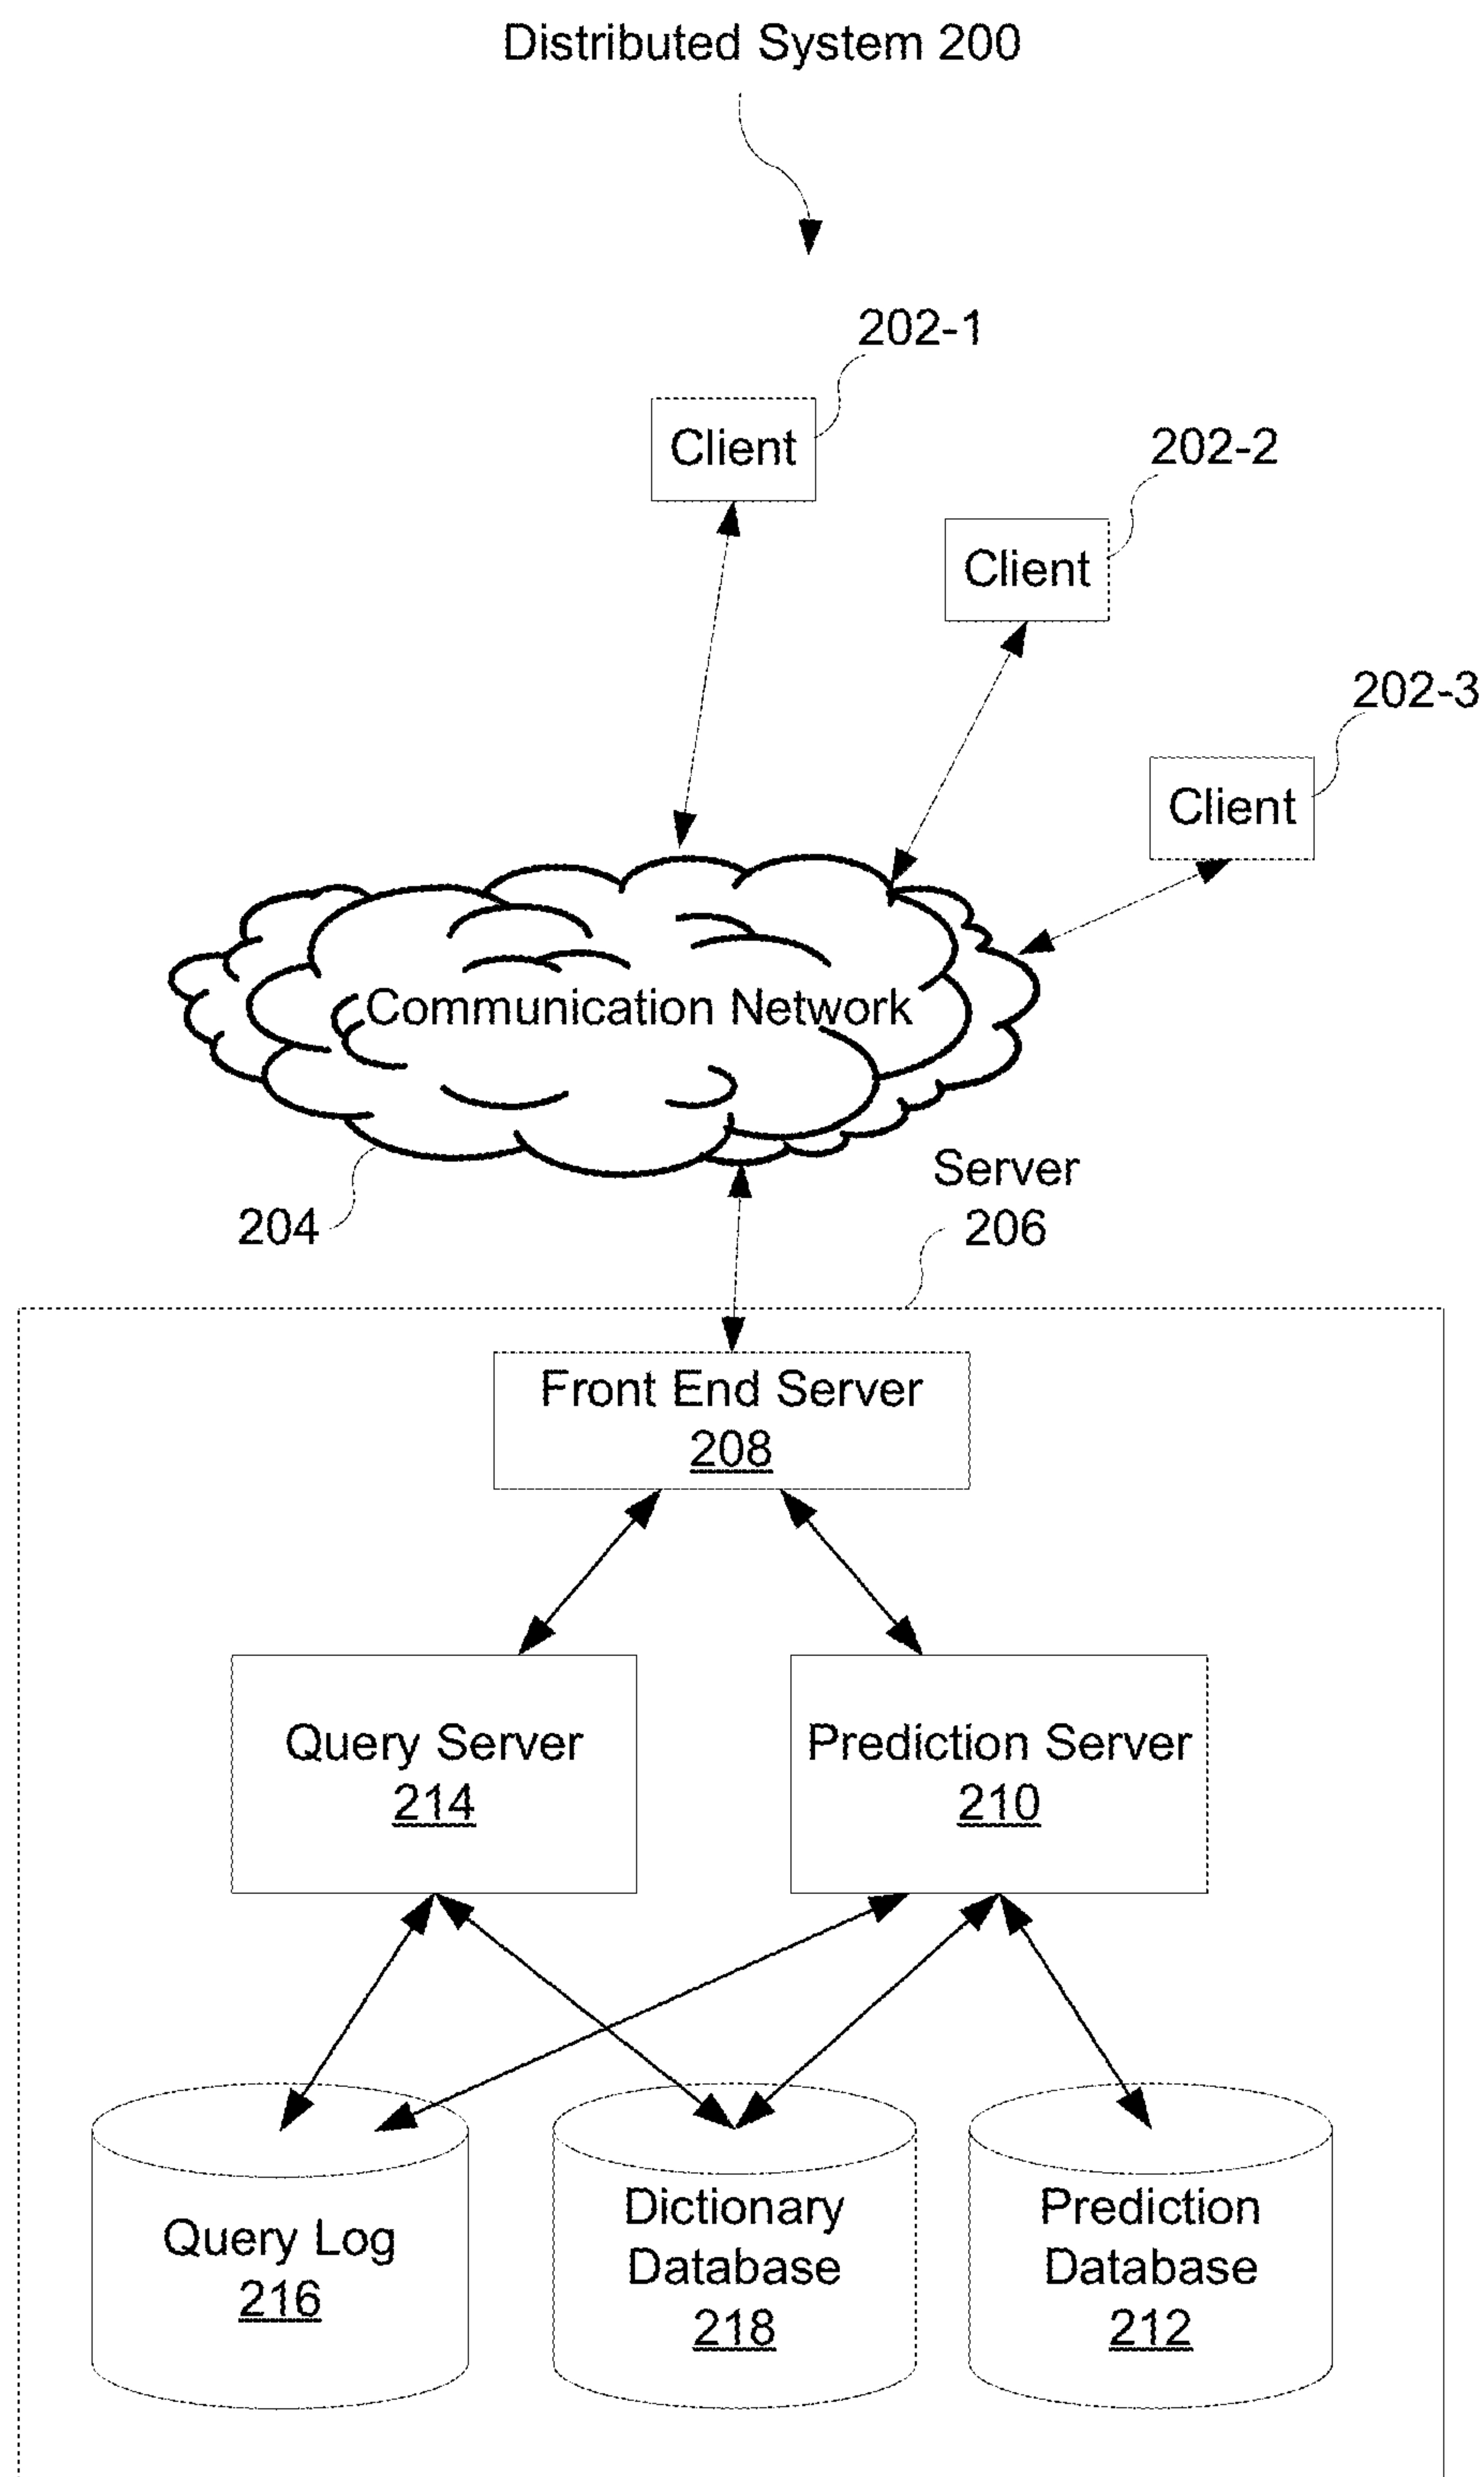 Distributed System 200
202-1
Client
202-2
Client
202-3
Client
Communication Network
204
Server
206
Front End Server
208
Query Server
214
Prediction Server
210
Query Log
216
Dictionary
Database
218
Prediction
Database
212